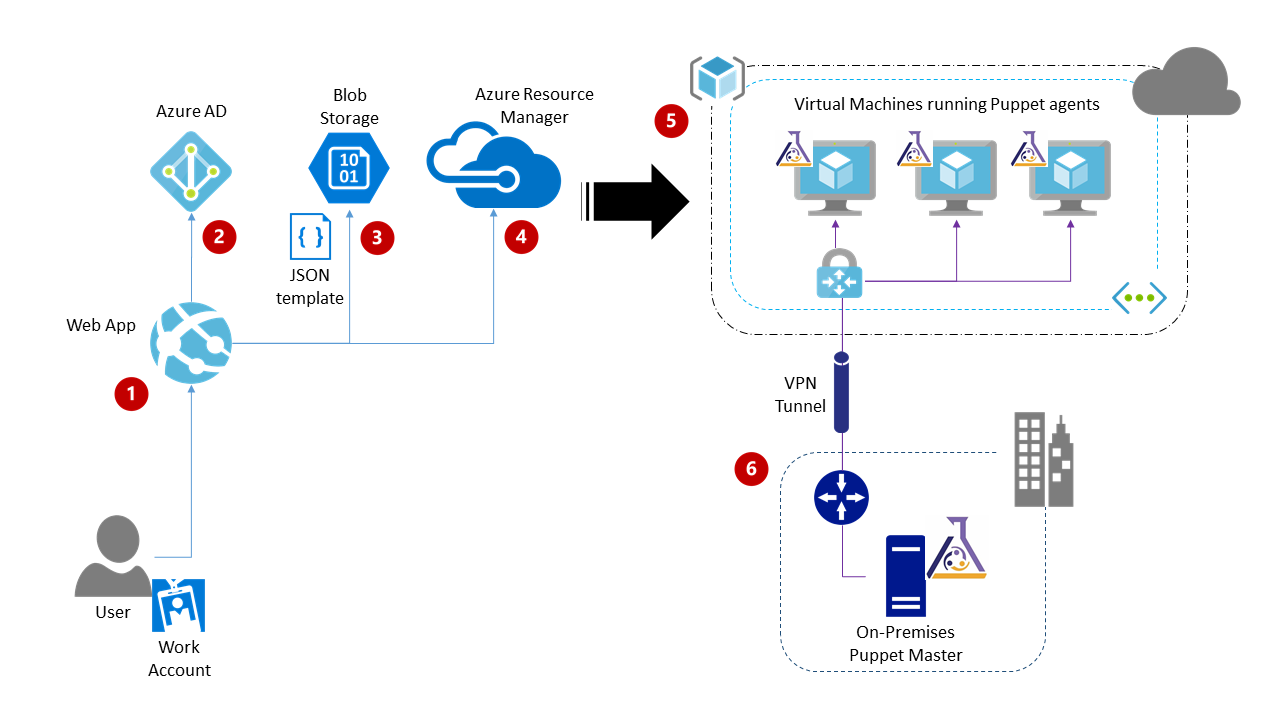 Azure AD
2
Blob
Storage
10
01
{ }
JSON
template
3
Azure Resource
Manager
4
Web App
1
User
Work
Account
5
Virtual Machines running Puppet agents
VPN
Tunnel
6
On-Premises
Puppet Master